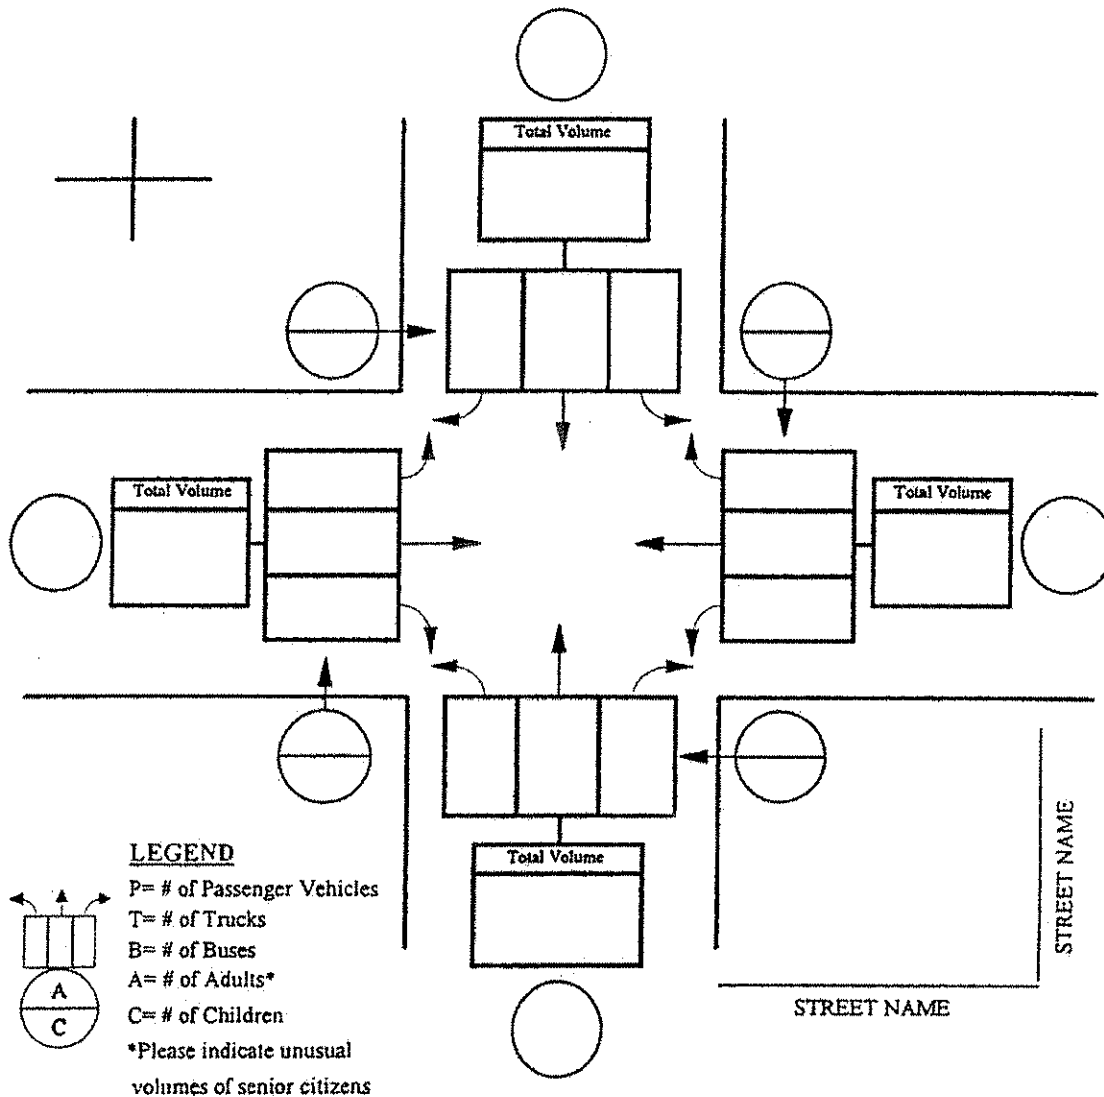 Total Volume
Total Volume
Total Volume
Total Volume
LEGEND
P= # of Passenger Vehicles
T= # of Trucks
B= # of Buses
A= # of Adults*
C= # of Children
*Please indicate unusual
volumes of senior citizens
A
C
STREET NAME
STREET NAME